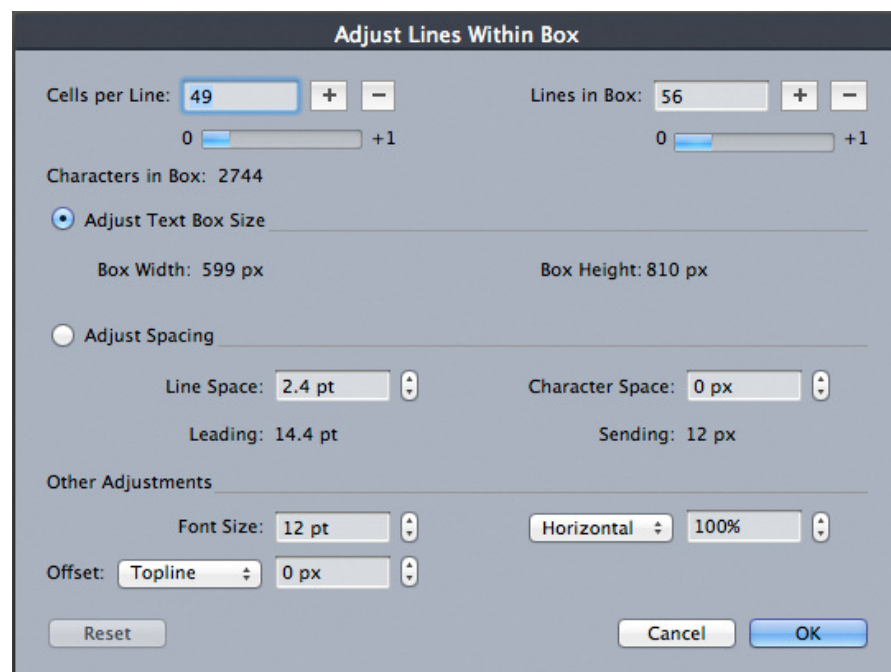 Adjust Lines Within Box
Cells per Line: 49 + − Lines in Box: 56 + −
0 +1 0 +1
Characters in Box: 2744
Adjust Text Box Size
Box Width: 599 px Box Height: 810 px
Adjust Spacing
Line Space: 2.4 pt Character Space: 0 px
Leading: 14.4 pt Sending: 12 px
Other Adjustments
Font Size: 12 pt Horizontal 100%
Offset: Topline 0 px
Reset Cancel OK